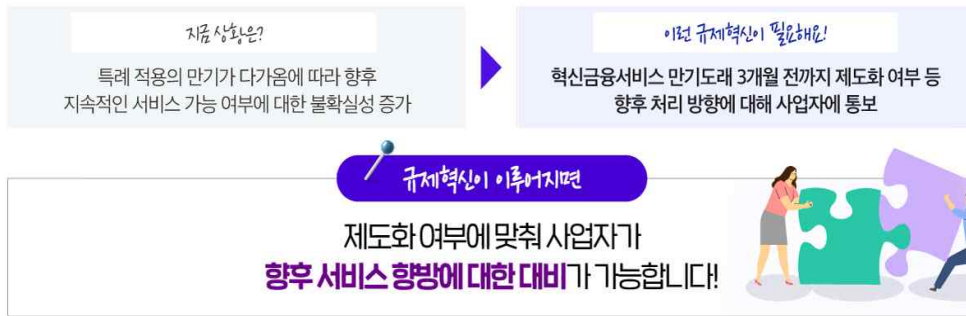 지금 상황은?
특례 적용의 만기가 다가옴에 따라 향후
지속적인 서비스 가능 여부에 대한 불확실성 증가
이런 규제혁신이 필요해요!
혁신금융서비스 만기도래 3개월 전까지 제도화 여부 등
향후 처리 방향에 대해 사업자에 통보
규제혁신이 이루어지면
제도화 여부에 맞춰 사업자가
향후 서비스 향방에 대한 대비가 가능합니다!